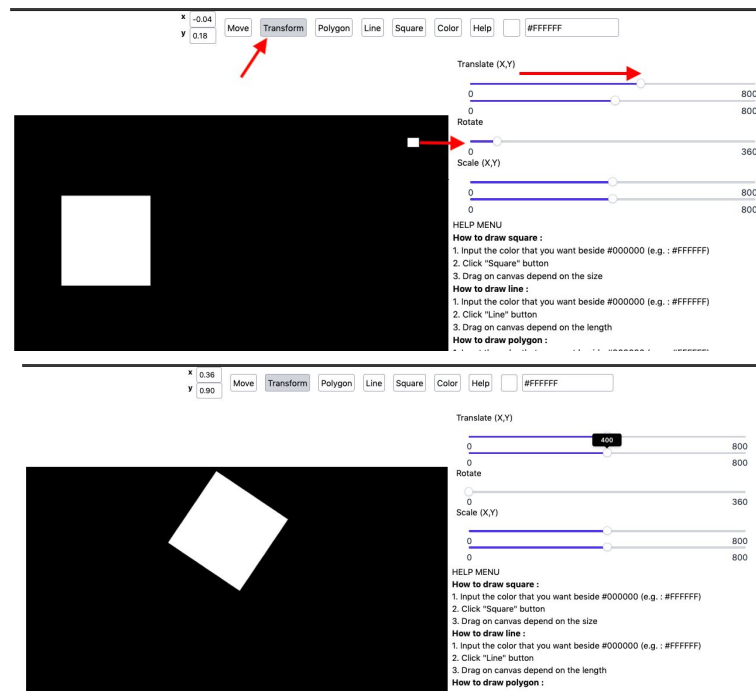 x -0.04
y 0.18
Move Transform Polygon Line Square Color Help #FFFFFF
Translate (X,Y)
0 800
0 800
Rotate
0 360
Scale (X,Y)
0 800
0 800
HELP MENU
How to draw square :
1. Input the color that you want beside #000000 (e.g. : #FFFFFF)
2. Click "Square" button
3. Drag on canvas depend on the size
How to draw line :
1. Input the color that you want beside #000000 (e.g. : #FFFFFF)
2. Click "Line" button
3. Drag on canvas depend on the length
How to draw polygon :
x 0.36
y 0.90
Move Transform Polygon Line Square Color Help #FFFFFF
Translate (X,Y)
400
0 800
0 800
Rotate
0 360
Scale (X,Y)
0 800
0 800
HELP MENU
How to draw square :
1. Input the color that you want beside #000000 (e.g. : #FFFFFF)
2. Click "Square" button
3. Drag on canvas depend on the size
How to draw line :
1. Input the color that you want beside #000000 (e.g. : #FFFFFF)
2. Click "Line" button
3. Drag on canvas depend on the length
How to draw polygon :